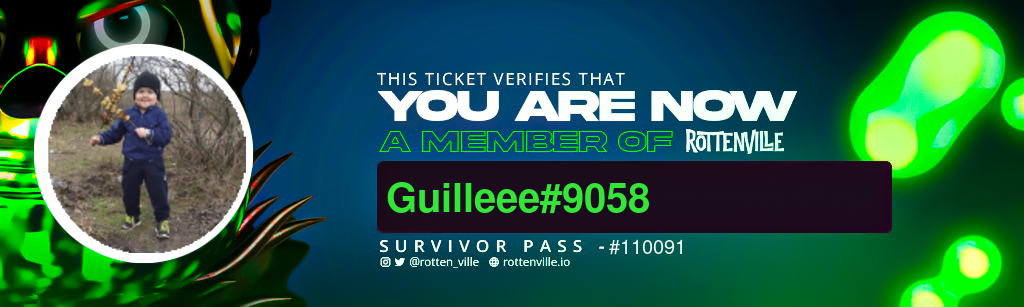 THIS TICKET VERIFIES THAT
YOU ARE NOW
A MEMBER OF ROTTENVILLE
Guilleee#9058
SURVIVOR PASS - #110091
@rotten_ville rottenville.io